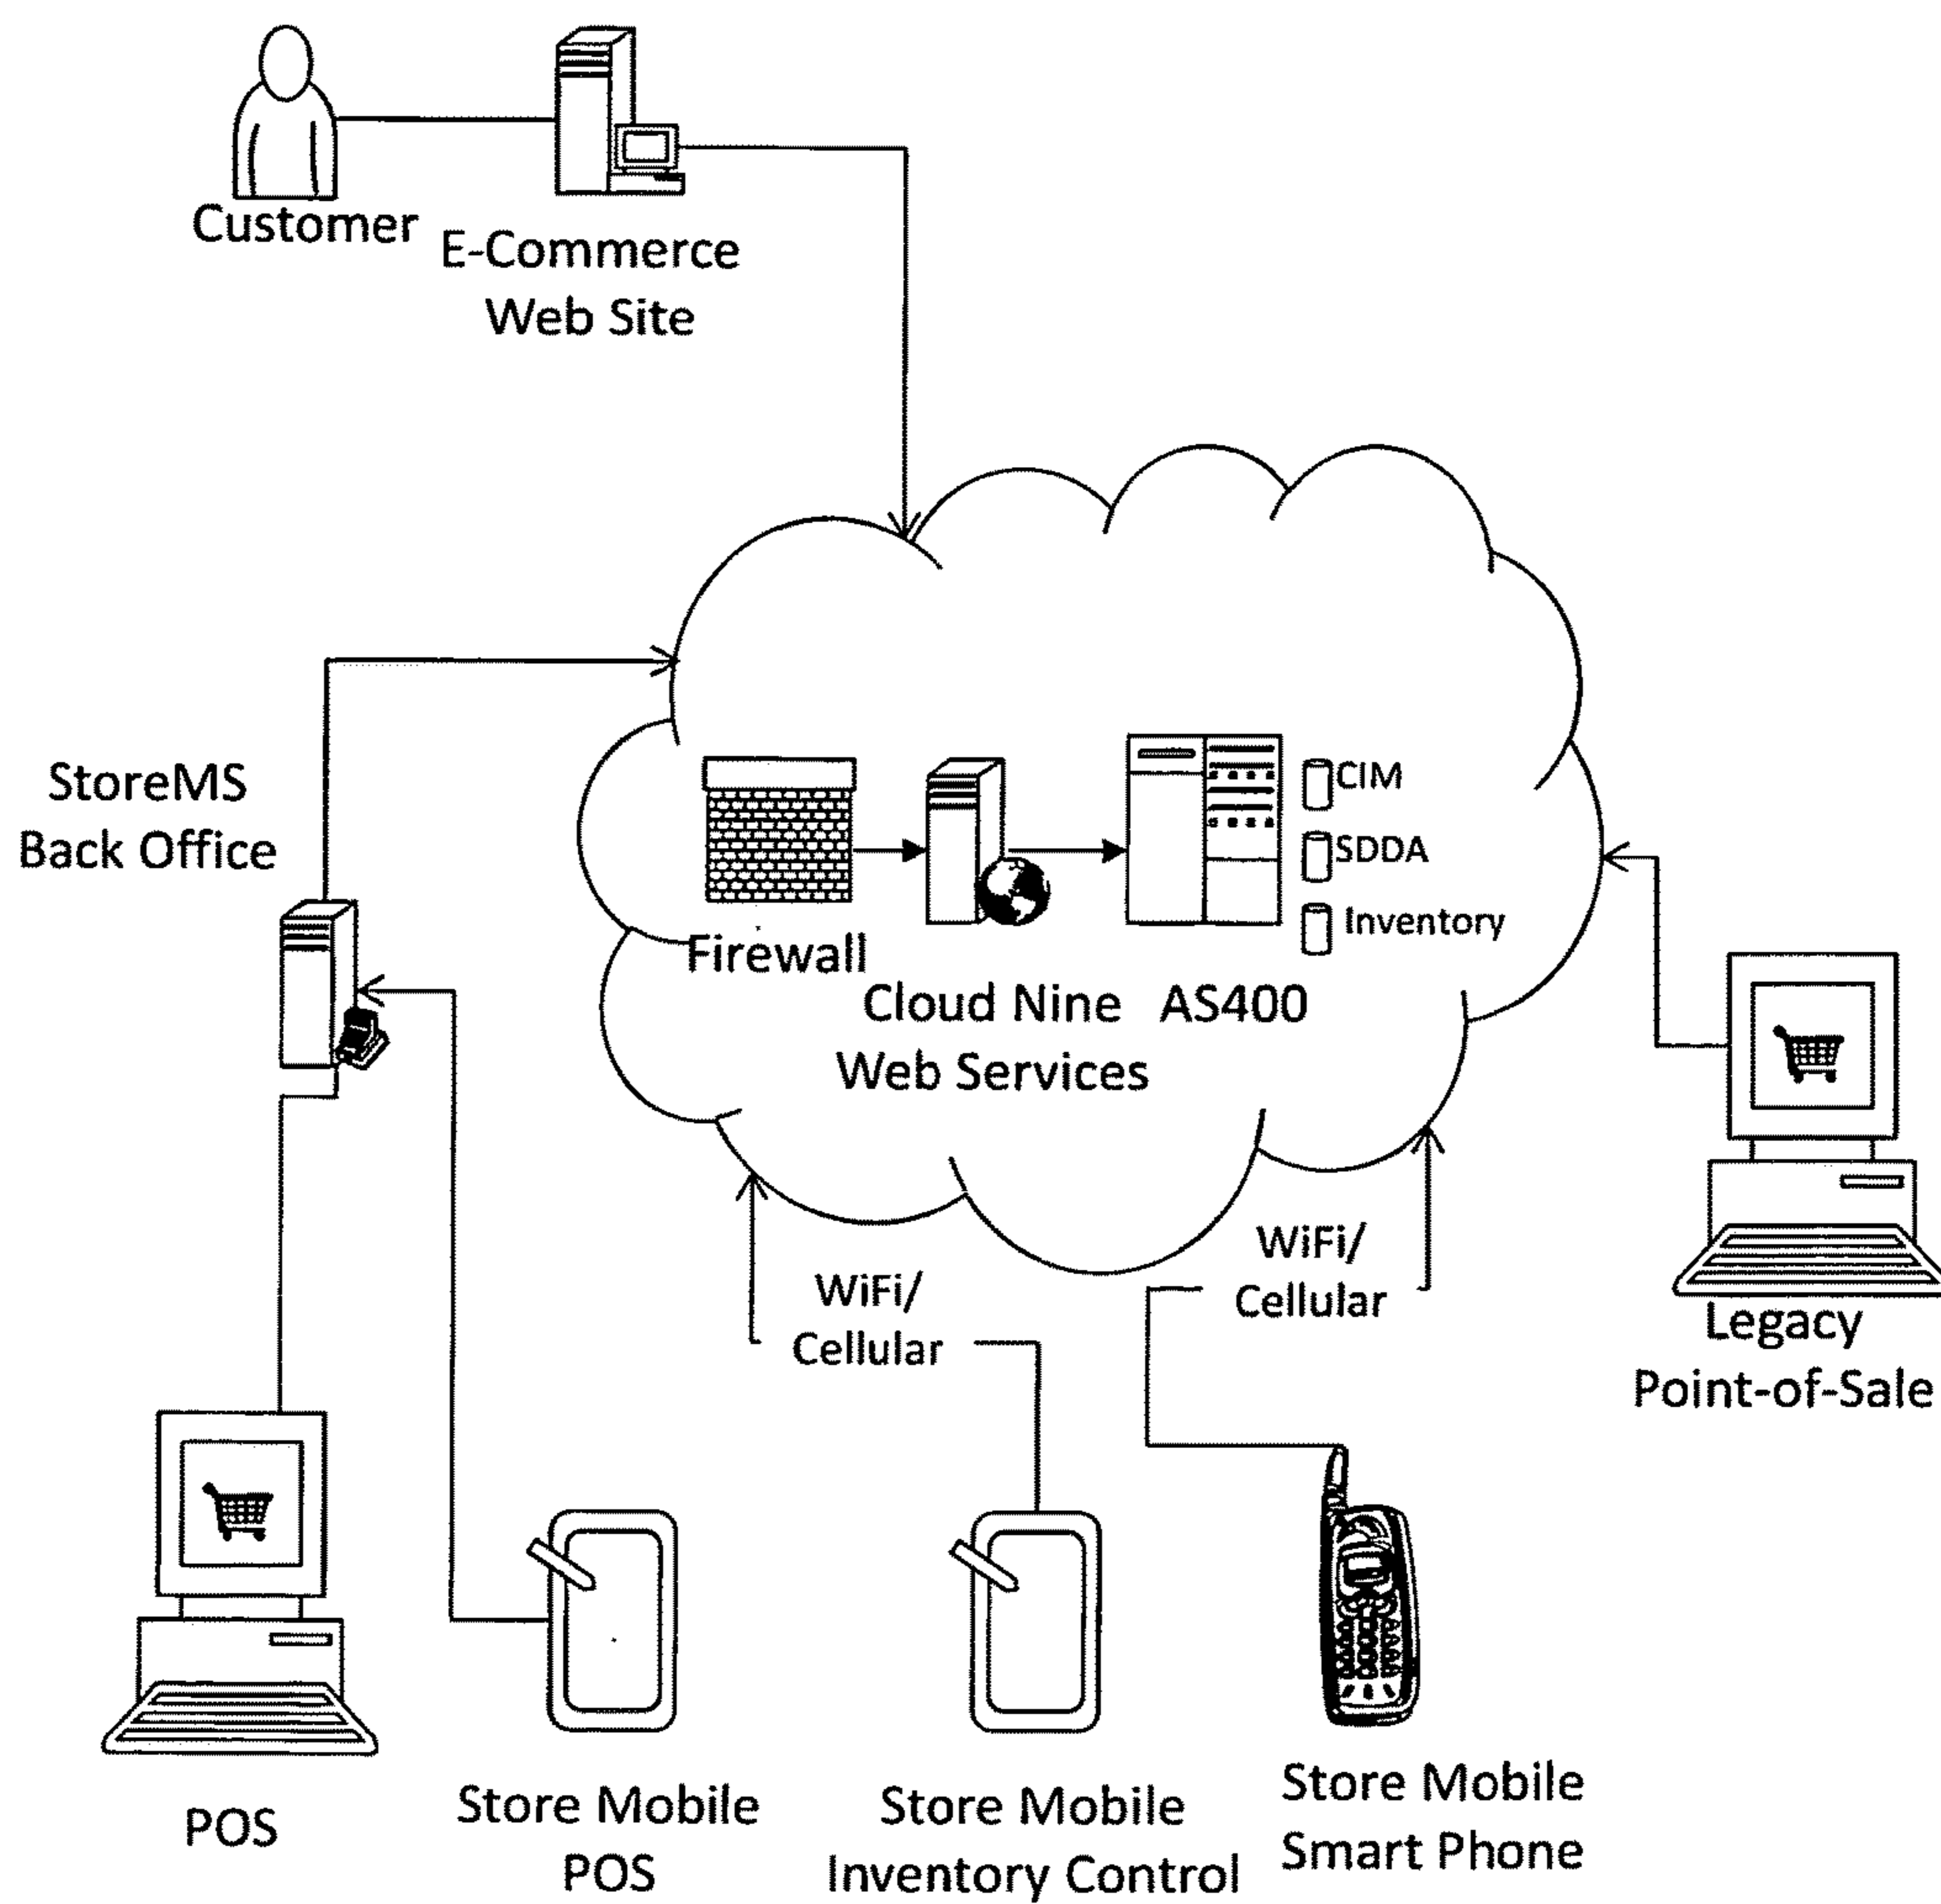 Customer
E-Commerce
Web Site
StoreMS
Back Office
CIM
SDDA
Inventory
Firewall
Cloud Nine
Web Services
AS400
WiFi/
Cellular
WiFi/
Cellular
Legacy
Point-of-Sale
POS
Store Mobile
POS
Store Mobile
Inventory Control
Store Mobile
Smart Phone